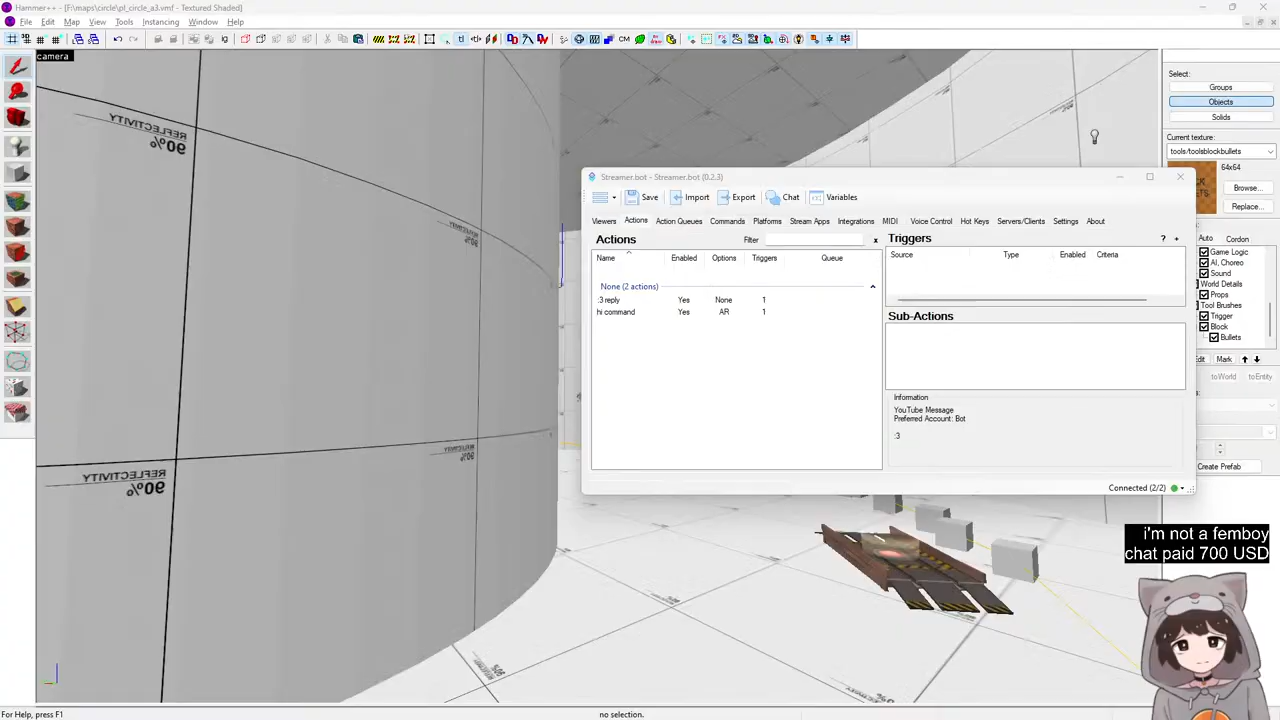 Hammer++ - [F:\maps\circle\pl_circle_a3.vmf - Textured Shaded]
File Edit Map View Tools Instancing Window Help
camera
REFLECTIVITY
90%
REFLECTIVITY
90%
REFLECTIVITY
90%
REFLECTIVITY
90%
Select:
Groups
Objects
Solids
Current texture:
tools/toolsblockbullets
64x64
Browse...
Replace...
Auto Cordon
Game Logic
AI, Choreo
Sound
World Details
Props
Tool Brushes
Trigger
Block
Bullets
Mark
toWorld toEntity
Create Prefab
Streamer.bot - Streamer.bot (0.2.3)
Save Import Export Chat Variables
Viewers Actions Action Queues Commands Platforms Stream Apps Integrations MIDI Voice Control Hot Keys Servers/Clients Settings About
Actions Filter x
Name Enabled Options Triggers Queue
None (2 actions)
:3 reply Yes None 1
hi command Yes AR 1
Triggers ? +
Source Type Enabled Criteria
Sub-Actions
Information
YouTube Message
Preferred Account: Bot
:3
Connected (2/2)
i'm not a femboy
chat paid 700 USD
For Help, press F1
no selection.